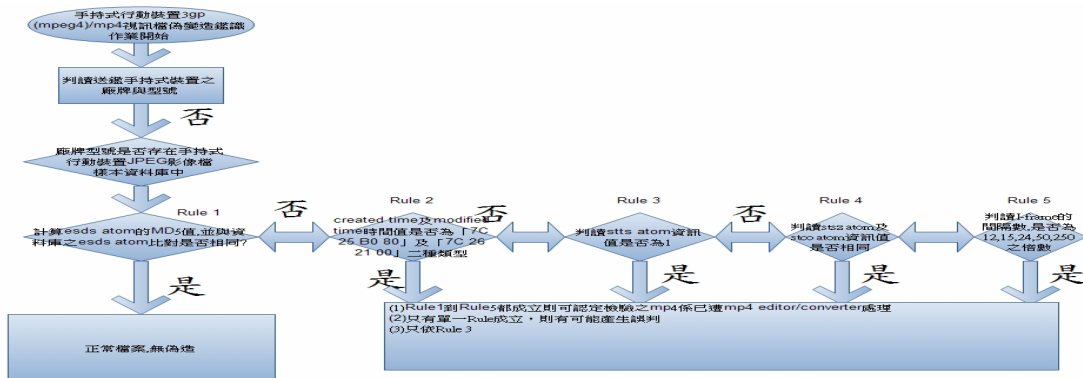 手持式行動裝置3gp
(mpeg4)/mp4視訊檔偽變造鑑識
作業開始
判讀送鑑手持式裝置之
廠牌與型號
否
廠牌型號是否存在手持式
行動裝置JPEG影像檔
樣本資料庫中
Rule 1
計算esds atom的MD5值,並與資
料庫之esds atom比對是否相同?
是
正常檔案,無偽造
否
Rule 2
created time及modified
time時間值是否為「7C
25 B0 80」及「7C 26
21 00」二種類型
是
否
Rule 3
判讀stts atom資訊
值是否為1
是
否
Rule 4
判讀stsz atom及
stco atom資訊值
是否相同
是
Rule 5
判讀I-frame的
間隔數,是否為
12,15,24,50,250
之倍數
是
(1)Rule1到Rule5都成立則可認定檢驗之mp4係已遭mp4 editor/converter處理
(2)只有單一Rule成立，則有可能產生誤判
(3)只依Rule 3